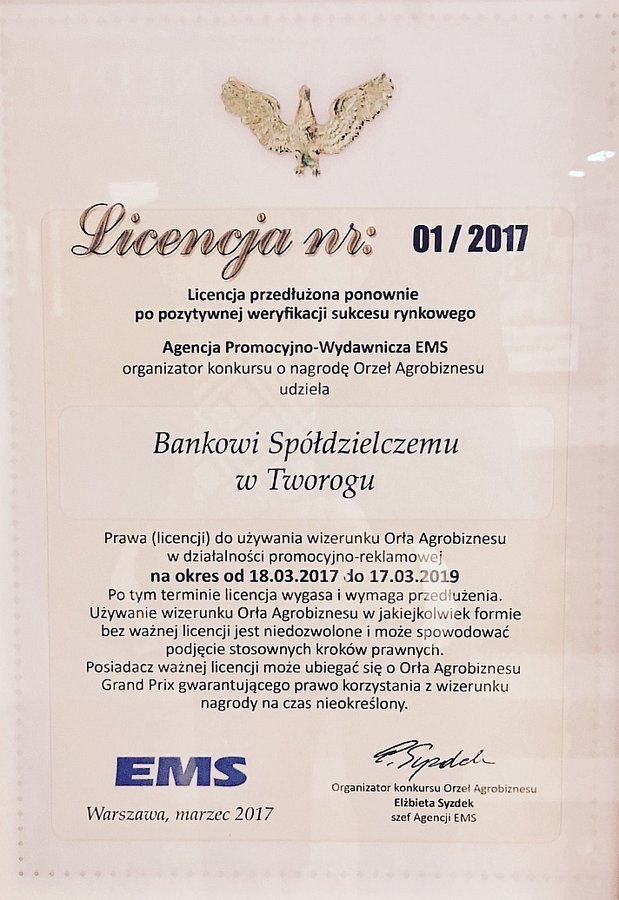 Licencja nr: 01 / 2017
Licencja przedłużona ponownie
po pozytywnej weryfikacji sukcesu rynkowego
Agencja Promocyjno-Wydawnicza EMS
organizator konkursu o nagrodę Orzeł Agrobiznesu
udziela
Bankowi Spółdzielczemu
w Tworogu
Prawa (licencji) do używania wizerunku Orła Agrobiznesu
w działalności promocyjno-reklamowej
na okres od 18.03.2017 do 17.03.2019
Po tym terminie licencja wygasa i wymaga przedłużenia.
Używanie wizerunku Orła Agrobiznesu w jakiejkolwiek formie
bez ważnej licencji jest niedozwolone i może spowodować
podjęcie stosownych kroków prawnych.
Posiadacz ważnej licencji może ubiegać się o Orła Agrobiznesu
Grand Prix gwarantującego prawo korzystania z wizerunku
nagrody na czas nieokreślony.
EMS
Warszawa, marzec 2017
E. Syzdek
Organizator konkursu Orzeł Agrobiznesu
Elżbieta Syzdek
szef Agencji EMS